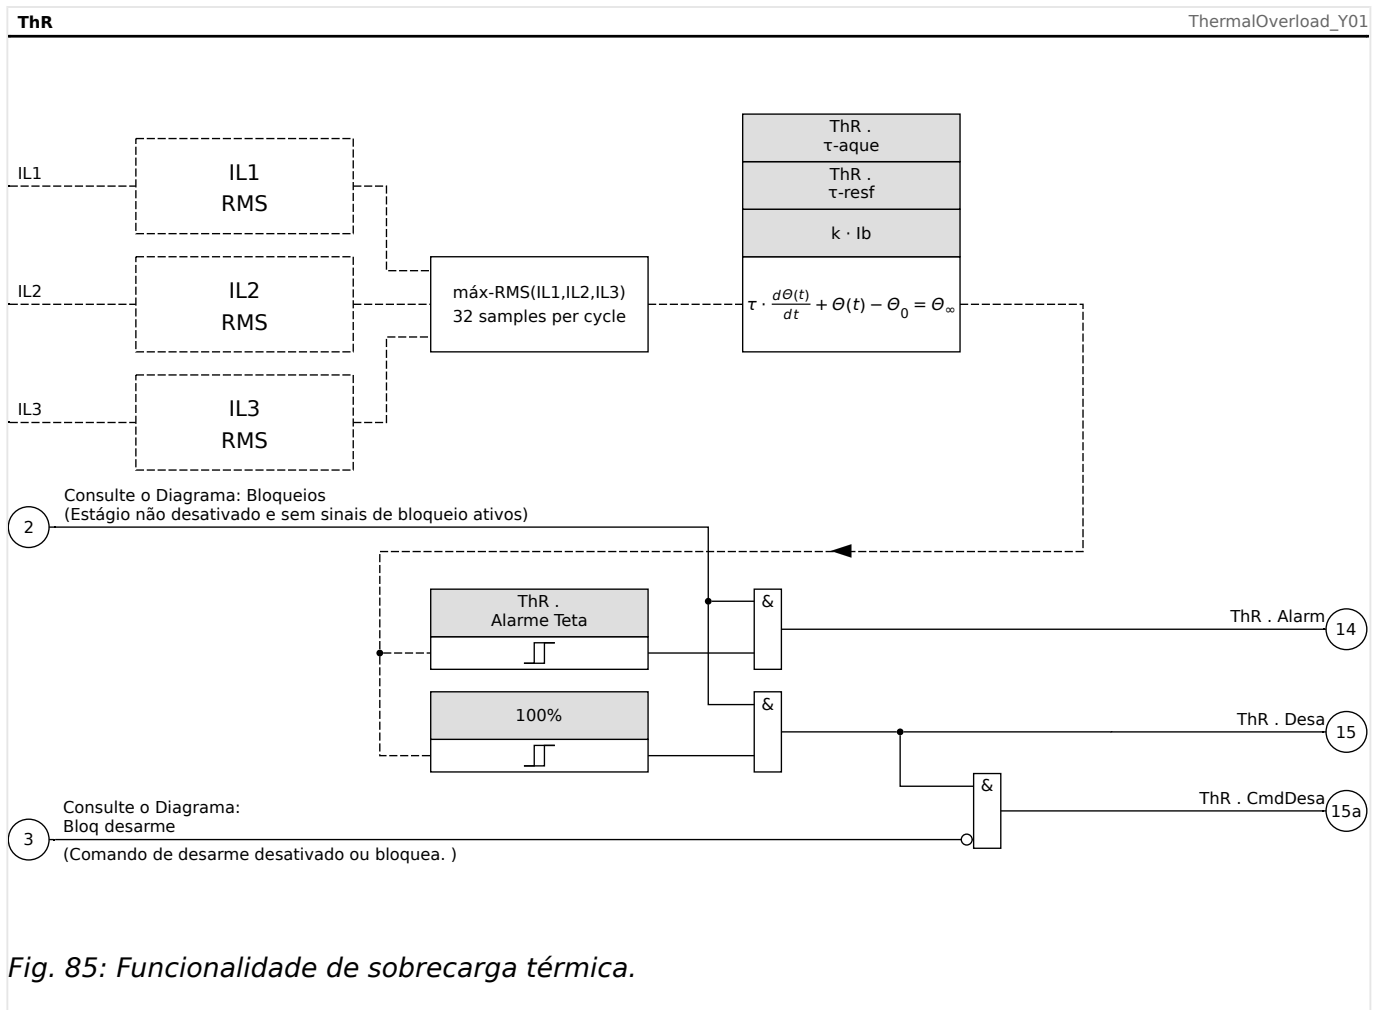 ThR
ThermalOverload_Y01
ThR .
τ-aque
ThR .
τ-resf
k · Ib
IL1
IL1
RMS
IL2
IL2
RMS
máx-RMS(IL1,IL2,IL3)
32 samples per cycle
τ · dΘ(t)/dt + Θ(t) − Θ₀ = Θ∞
IL3
IL3
RMS
Consulte o Diagrama: Bloqueios
(Estágio não desativado e sem sinais de bloqueio ativos)
2
ThR .
Alarme Teta
&
ThR . Alarm
14
100%
&
ThR . Desa
15
&
ThR . CmdDesa
15a
Consulte o Diagrama:
Bloq desarme
3
(Comando de desarme desativado ou bloquea. )
Fig. 85: Funcionalidade de sobrecarga térmica.